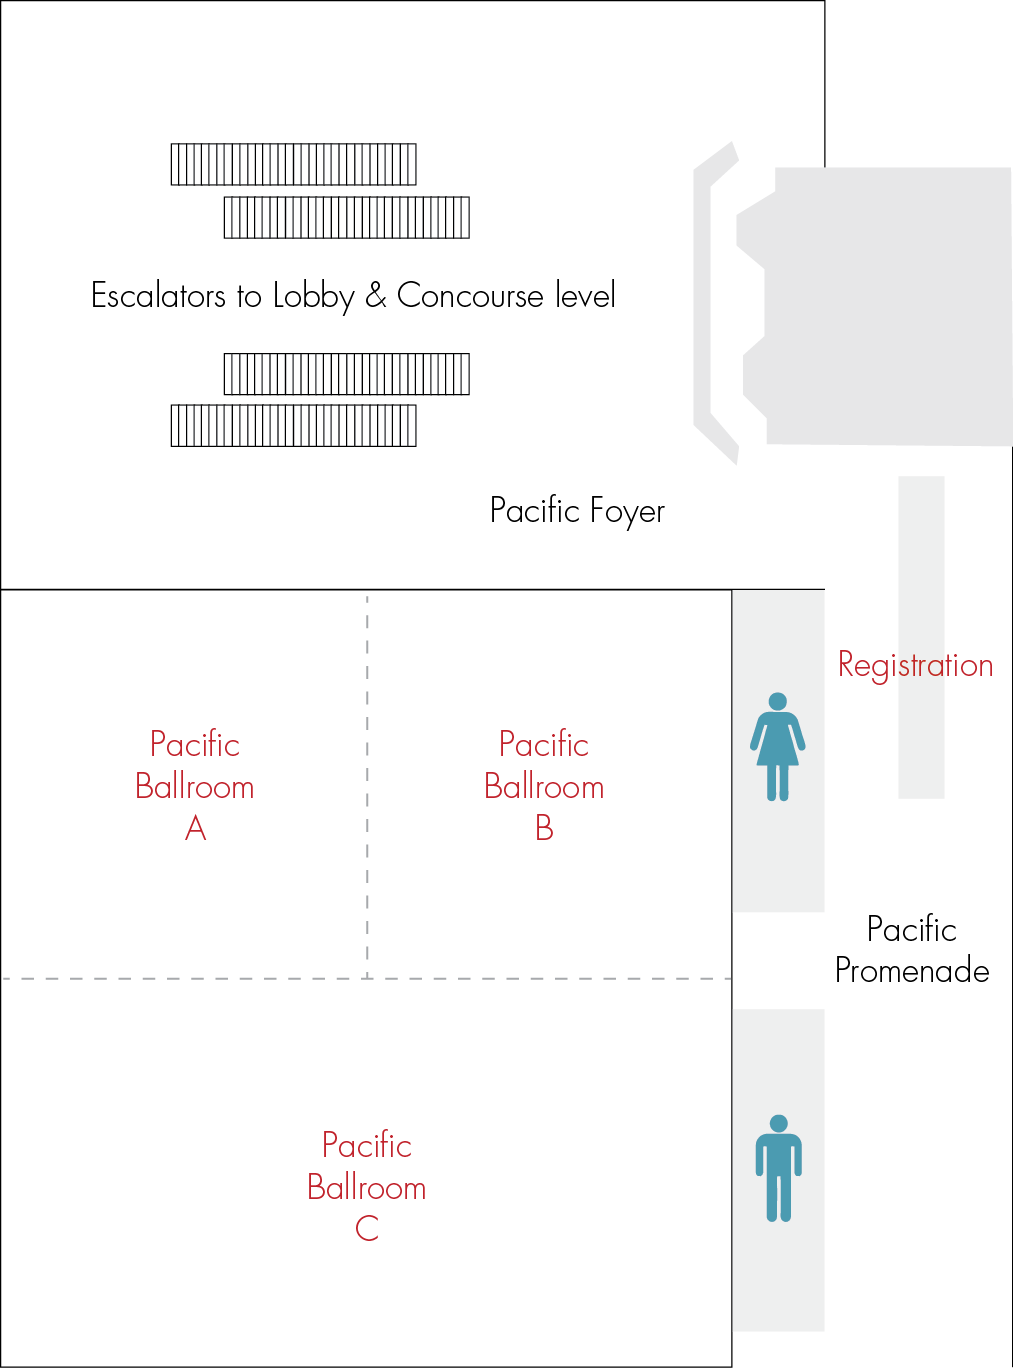 Escalators to Lobby & Concourse level
Pacific Foyer
Registration
Pacific
Ballroom
A
Pacific
Ballroom
B
Pacific
Promenade
Pacific
Ballroom
C